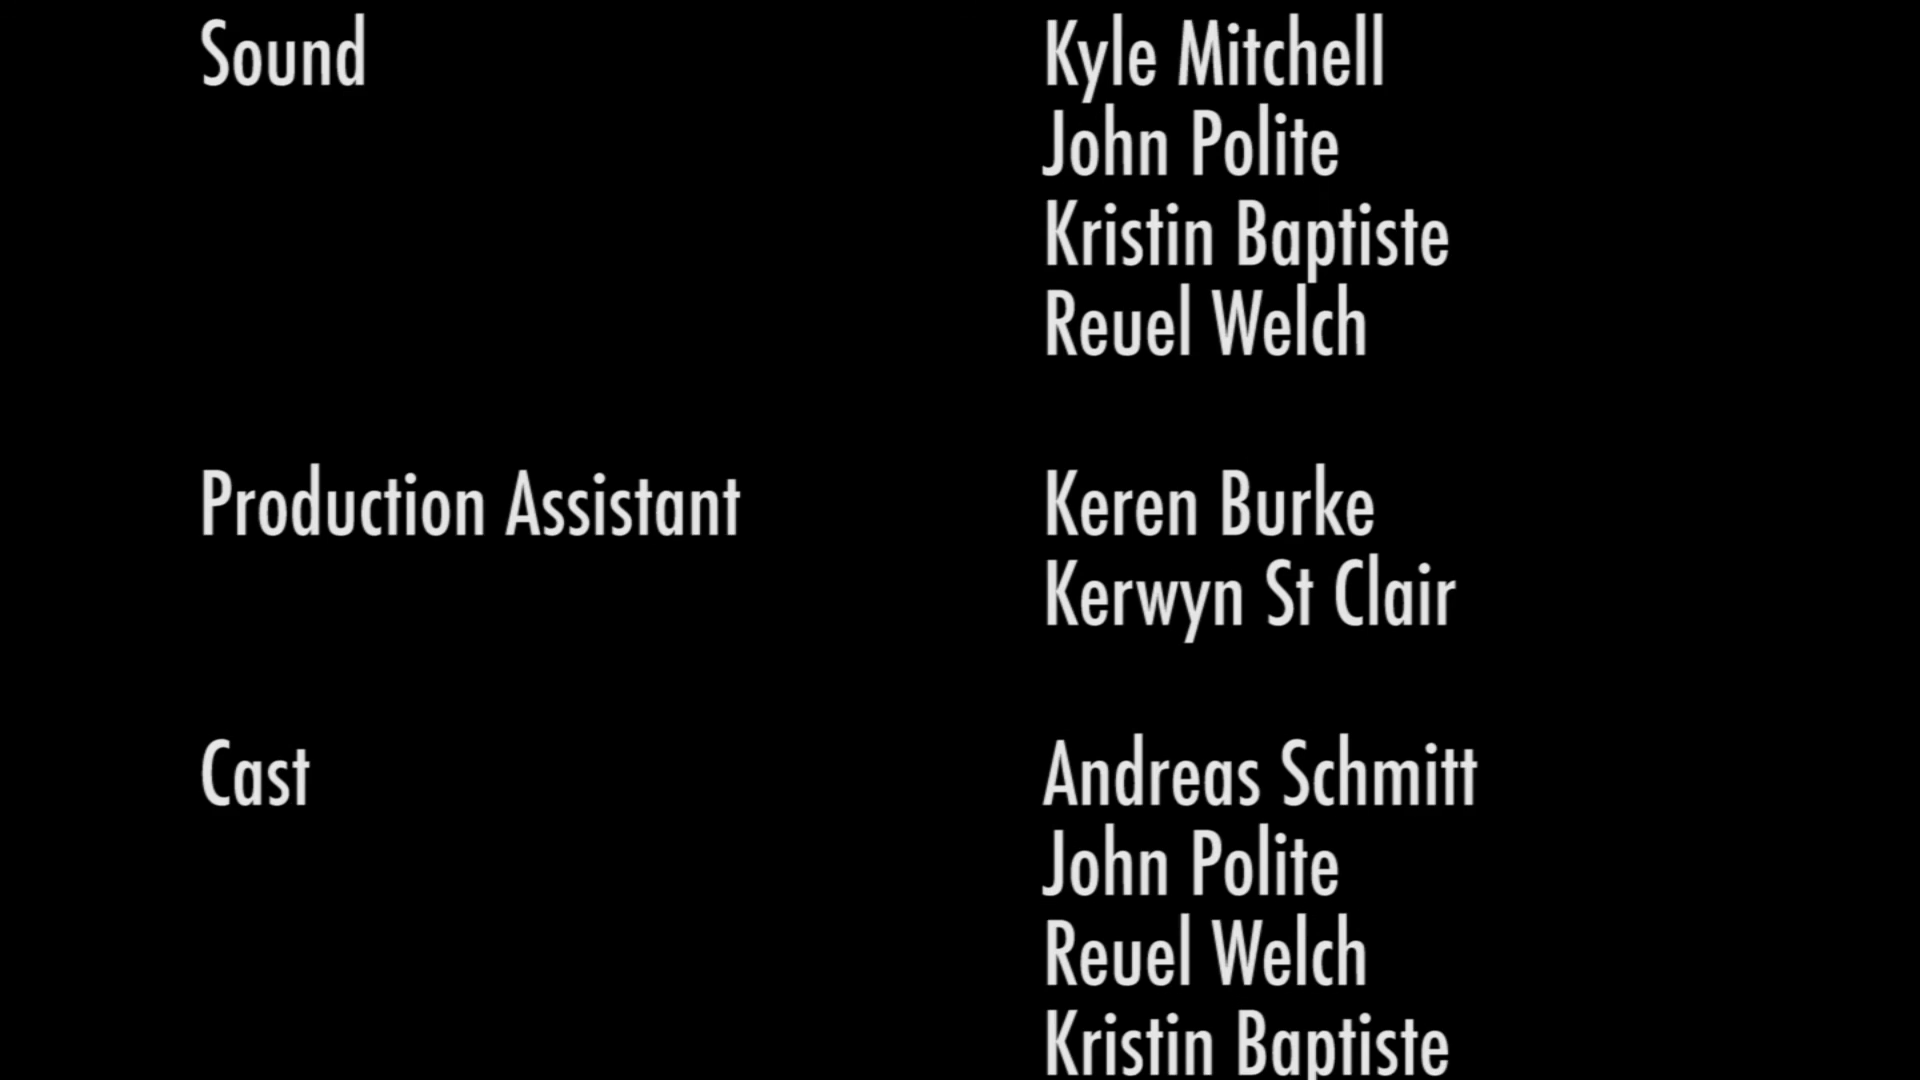 Sound Kyle Mitchell
John Polite
Kristin Baptiste
Reuel Welch
Production Assistant Keren Burke
Kerwyn St Clair
Cast Andreas Schmitt
John Polite
Reuel Welch
Kristin Baptiste